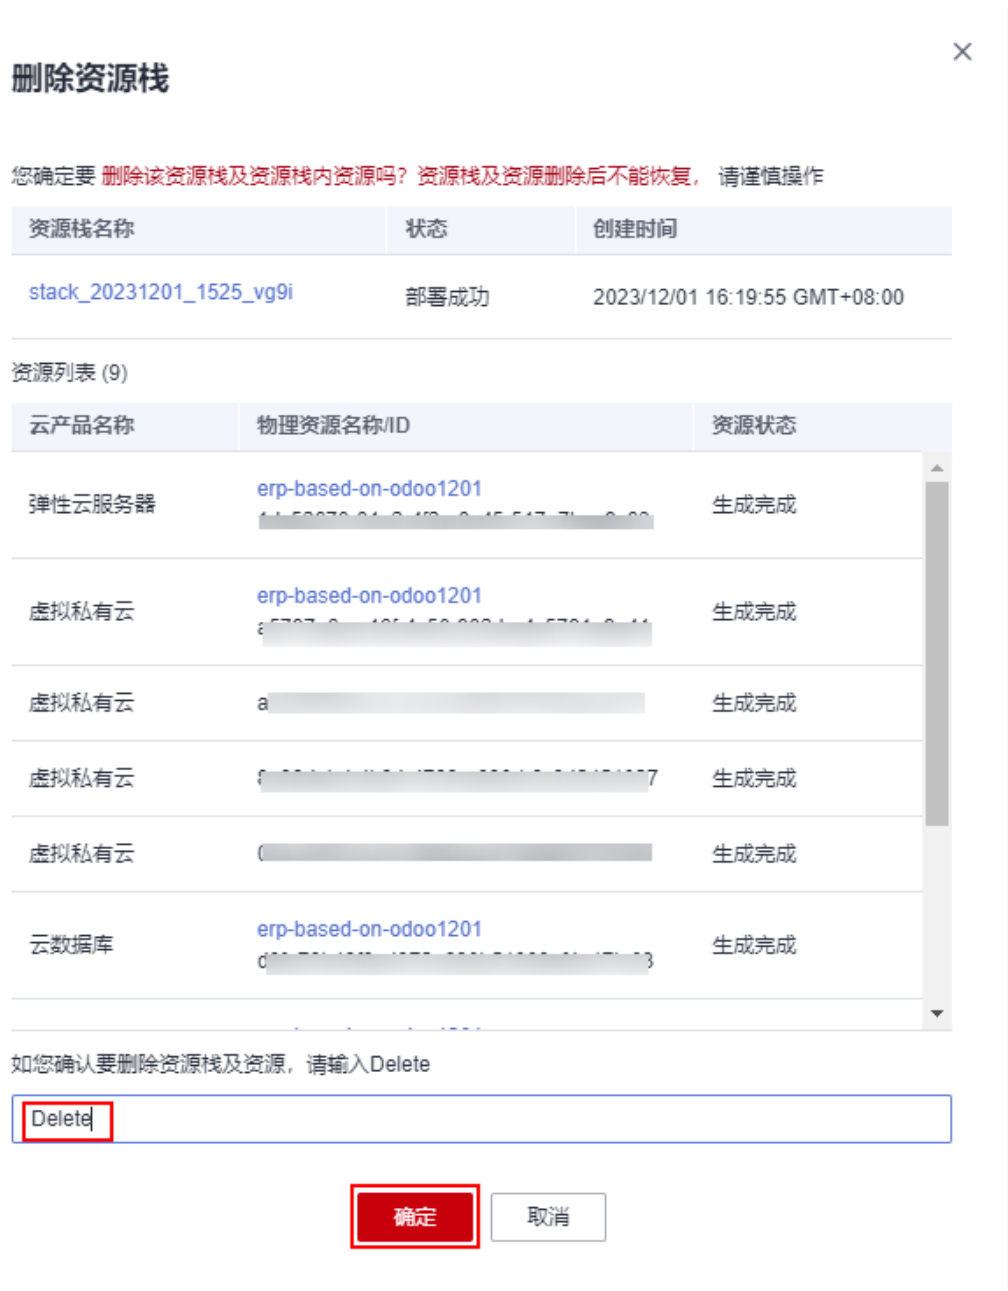 删除资源栈
您确定要 删除该资源栈及资源栈内资源吗？资源栈及资源删除后不能恢复， 请谨慎操作
资源栈名称 状态 创建时间
stack_20231201_1525_vg9i 部署成功 2023/12/01 16:19:55 GMT+08:00
资源列表 (9)
云产品名称 物理资源名称/ID 资源状态
erp-based-on-odoo1201
弹性云服务器 生成完成
erp-based-on-odoo1201
虚拟私有云 生成完成
虚拟私有云 a 生成完成
虚拟私有云 7 生成完成
虚拟私有云 生成完成
erp-based-on-odoo1201
云数据库 生成完成
如您确认要删除资源栈及资源，请输入Delete
Delete
确定 取消